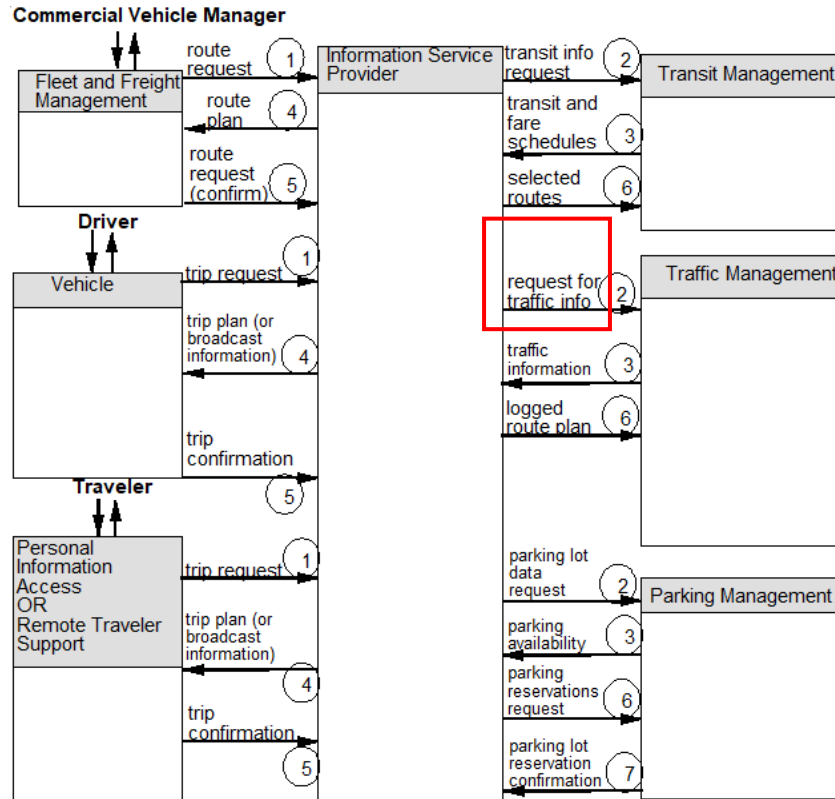 Commercial Vehicle Manager
Fleet and Freight
Management
route
request
1
route
plan
4
route
request
(confirm)
5
Information Service
Provider
transit info
request
2
transit and
fare
schedules
3
selected
routes
6
Transit Management
Driver
Vehicle
trip request
1
trip plan (or
broadcast
information)
4
trip
confirmation
5
request for
traffic info
2
traffic
information
3
logged
route plan
6
Traffic Management
Traveler
Personal
Information
Access
OR
Remote Traveler
Support
trip request
1
trip plan (or
broadcast
information)
4
trip
confirmation
5
parking lot
data
request
2
parking
availability
3
parking
reservations
request
6
parking lot
reservation
confirmation
7
Parking Management